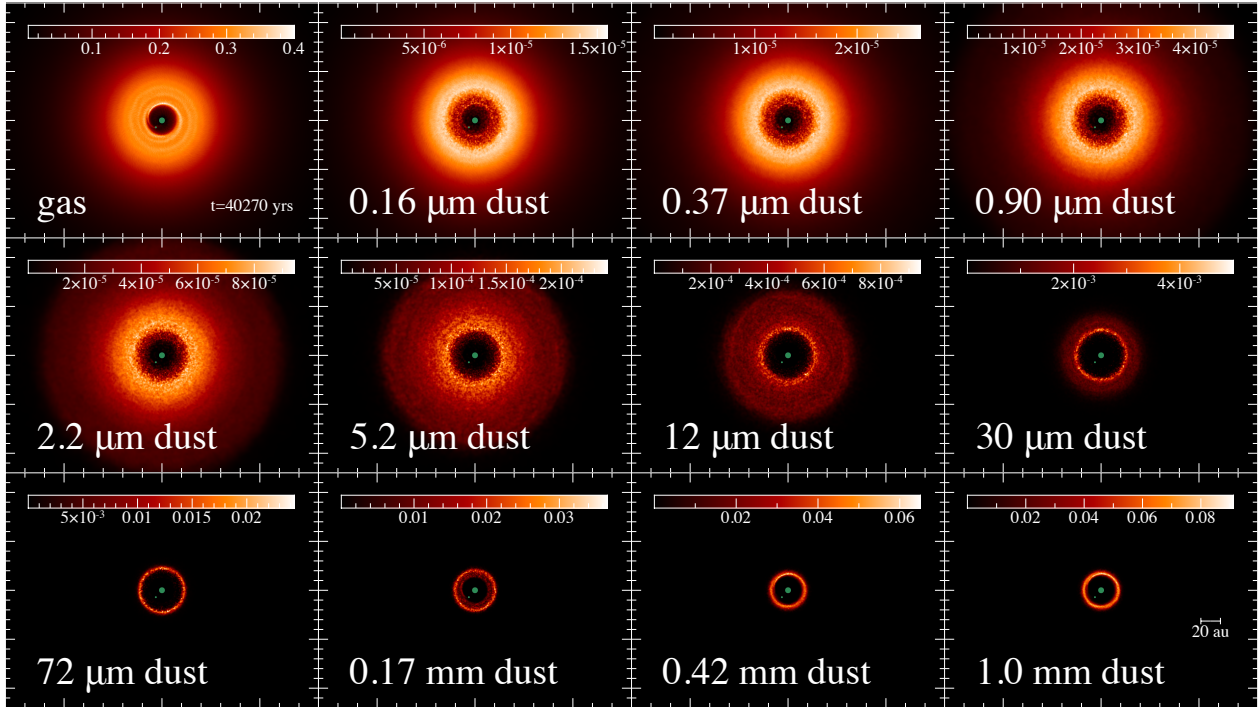 0.1 0.2 0.3 0.4
gas
t=40270 yrs
5×10⁻⁶ 1×10⁻⁵ 1.5×10⁻⁵
0.16 μm dust
1×10⁻⁵ 2×10⁻⁵
0.37 μm dust
1×10⁻⁵ 2×10⁻⁵ 3×10⁻⁵ 4×10⁻⁵
0.90 μm dust
2×10⁻⁵ 4×10⁻⁵ 6×10⁻⁵ 8×10⁻⁵
2.2 μm dust
5×10⁻⁵ 1×10⁻⁴ 1.5×10⁻⁴ 2×10⁻⁴
5.2 μm dust
2×10⁻⁴ 4×10⁻⁴ 6×10⁻⁴ 8×10⁻⁴
12 μm dust
2×10⁻³ 4×10⁻³
30 μm dust
5×10⁻³ 0.01 0.015 0.02
72 μm dust
0.01 0.02 0.03
0.17 mm dust
0.02 0.04 0.06
0.42 mm dust
0.02 0.04 0.06 0.08
20 au
1.0 mm dust